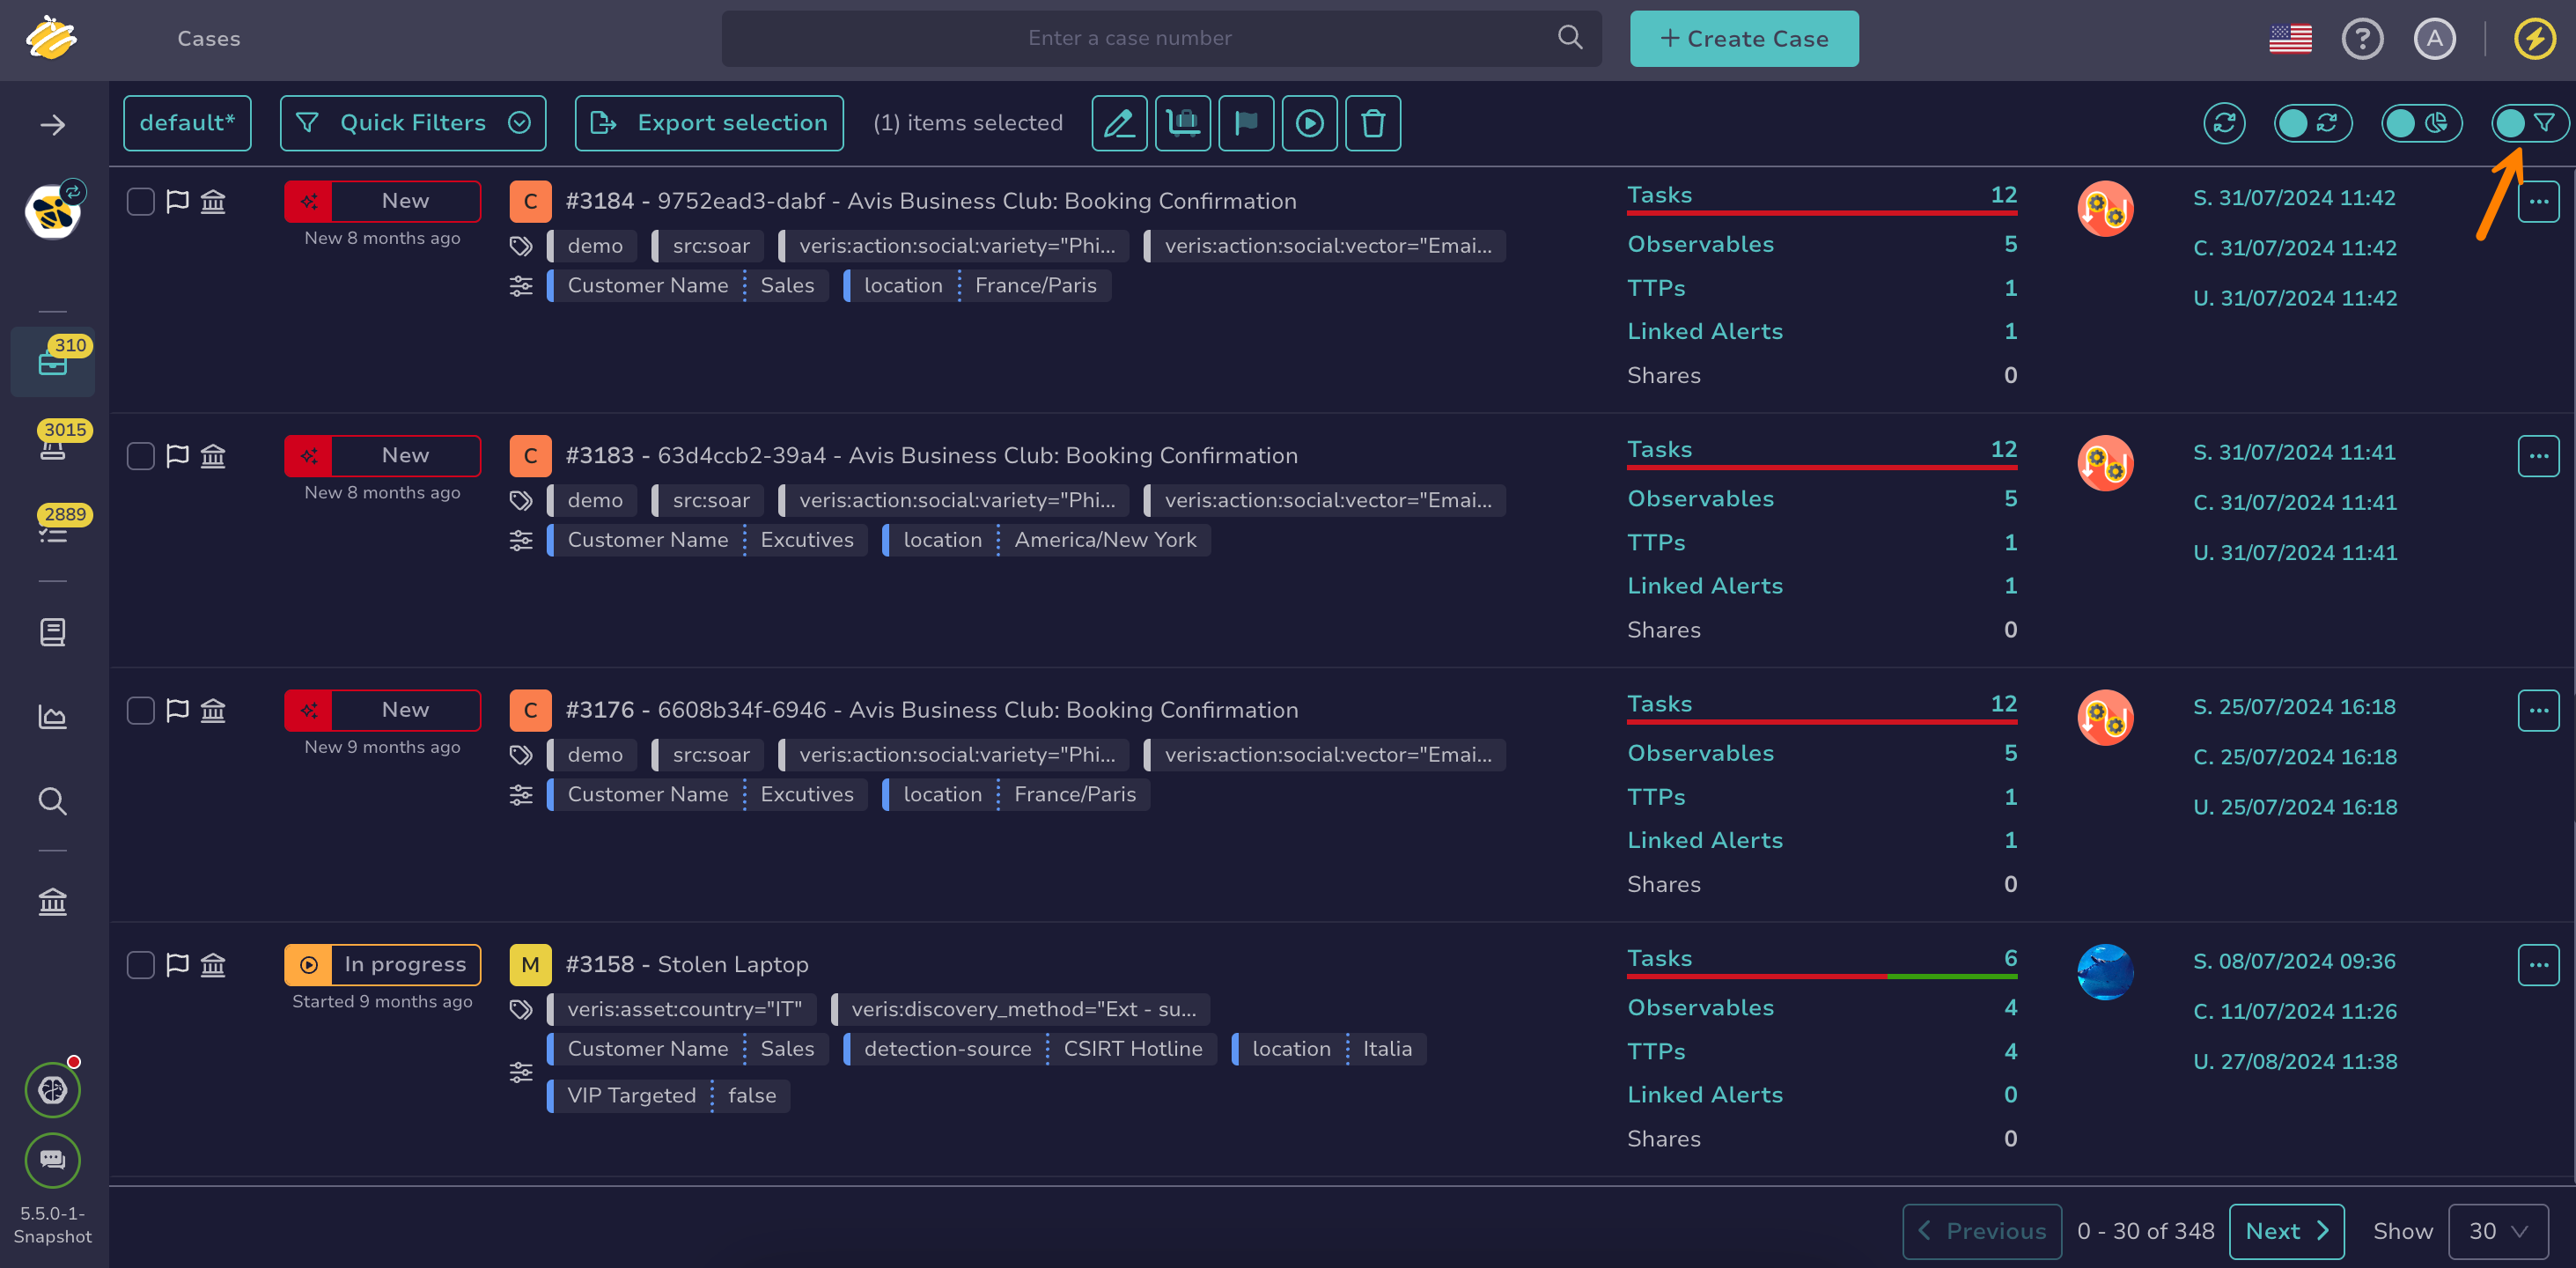 Cases
Enter a case number
+ Create Case
A
default*
Quick Filters
Export selection
(1) items selected
New
New 8 months ago
C
#3184 - 9752ead3-dabf - Avis Business Club: Booking Confirmation
demo
src:soar
veris:action:social:variety="Phi...
veris:action:social:vector="Emai...
Customer Name
Sales
location
France/Paris
Tasks 12
Observables 5
TTPs 1
Linked Alerts 1
Shares 0
S. 31/07/2024 11:42
C. 31/07/2024 11:42
U. 31/07/2024 11:42
310
3015
2889
New
New 8 months ago
C
#3183 - 63d4ccb2-39a4 - Avis Business Club: Booking Confirmation
demo
src:soar
veris:action:social:variety="Phi...
veris:action:social:vector="Emai...
Customer Name
Excutives
location
America/New York
Tasks 12
Observables 5
TTPs 1
Linked Alerts 1
Shares 0
S. 31/07/2024 11:41
C. 31/07/2024 11:41
U. 31/07/2024 11:41
New
New 9 months ago
C
#3176 - 6608b34f-6946 - Avis Business Club: Booking Confirmation
demo
src:soar
veris:action:social:variety="Phi...
veris:action:social:vector="Emai...
Customer Name
Excutives
location
France/Paris
Tasks 12
Observables 5
TTPs 1
Linked Alerts 1
Shares 0
S. 25/07/2024 16:18
C. 25/07/2024 16:18
U. 25/07/2024 16:18
In progress
Started 9 months ago
M
#3158 - Stolen Laptop
veris:asset:country="IT"
veris:discovery_method="Ext - su...
Customer Name
Sales
detection-source
CSIRT Hotline
location
Italia
VIP Targeted
false
Tasks 6
Observables 4
TTPs 4
Linked Alerts 0
Shares 0
S. 08/07/2024 09:36
C. 11/07/2024 11:26
U. 27/08/2024 11:38
5.5.0-1-
Snapshot
Previous
0 - 30 of 348
Next
Show
30